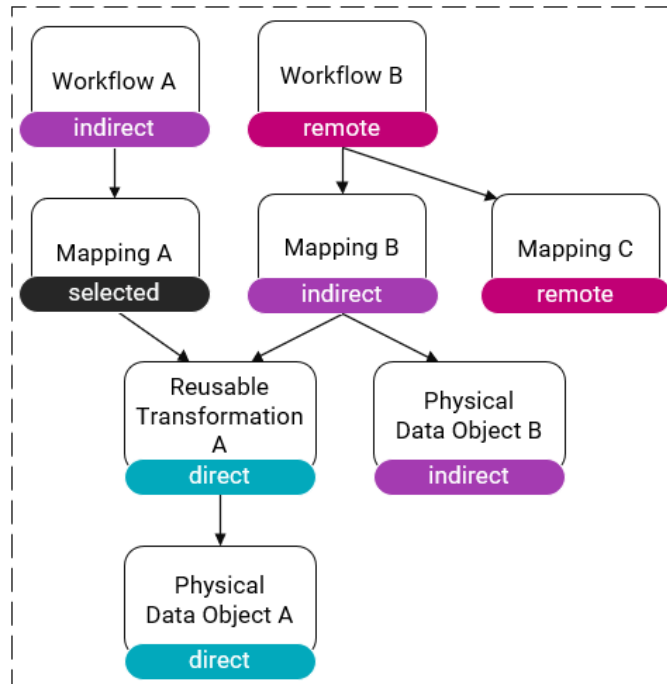 Workflow A
indirect
Workflow B
remote
Mapping A
selected
Mapping B
indirect
Mapping C
remote
Reusable
Transformation
A
direct
Physical
Data Object B
indirect
Physical
Data Object A
direct